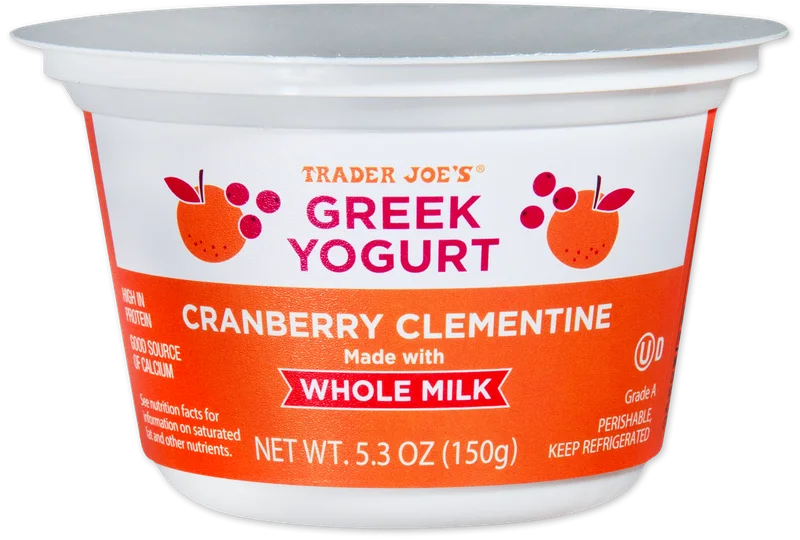 TRADER JOE'S®
GREEK
YOGURT
CRANBERRY CLEMENTINE
Made with
WHOLE MILK
NET WT. 5.3 OZ (150g)
HIGH IN
PROTEIN
GOOD SOURCE
OF CALCIUM
See nutrition facts for
information on saturated
fat and other nutrients.
U D
Grade A
PERISHABLE,
KEEP REFRIGERATED